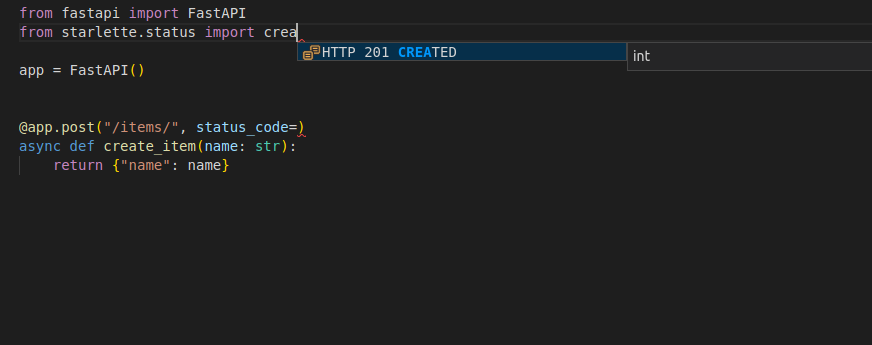 from fastapi import FastAPI
from starlette.status import crea
HTTP_201_CREATED
int
app = FastAPI()
@app.post("/items/", status_code=)
async def create_item(name: str):
    return {"name": name}